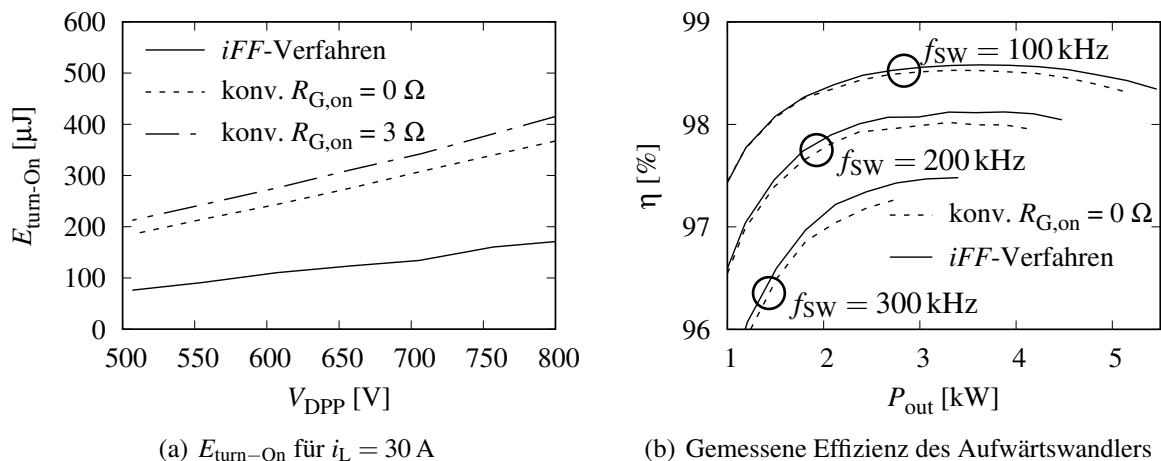 600
500
400
300
200
100
0
E_turn-On [µJ]
iFF-Verfahren
konv. R_G,on = 0 Ω
konv. R_G,on = 3 Ω
500 550 600 650 700 750 800
V_DPP [V]
(a) E_turn−On für i_L = 30 A
99
98
97
96
η [%]
f_SW = 100 kHz
f_SW = 200 kHz
konv. R_G,on = 0 Ω
iFF-Verfahren
f_SW = 300 kHz
1 2 3 4 5
P_out [kW]
(b) Gemessene Effizienz des Aufwärtswandlers